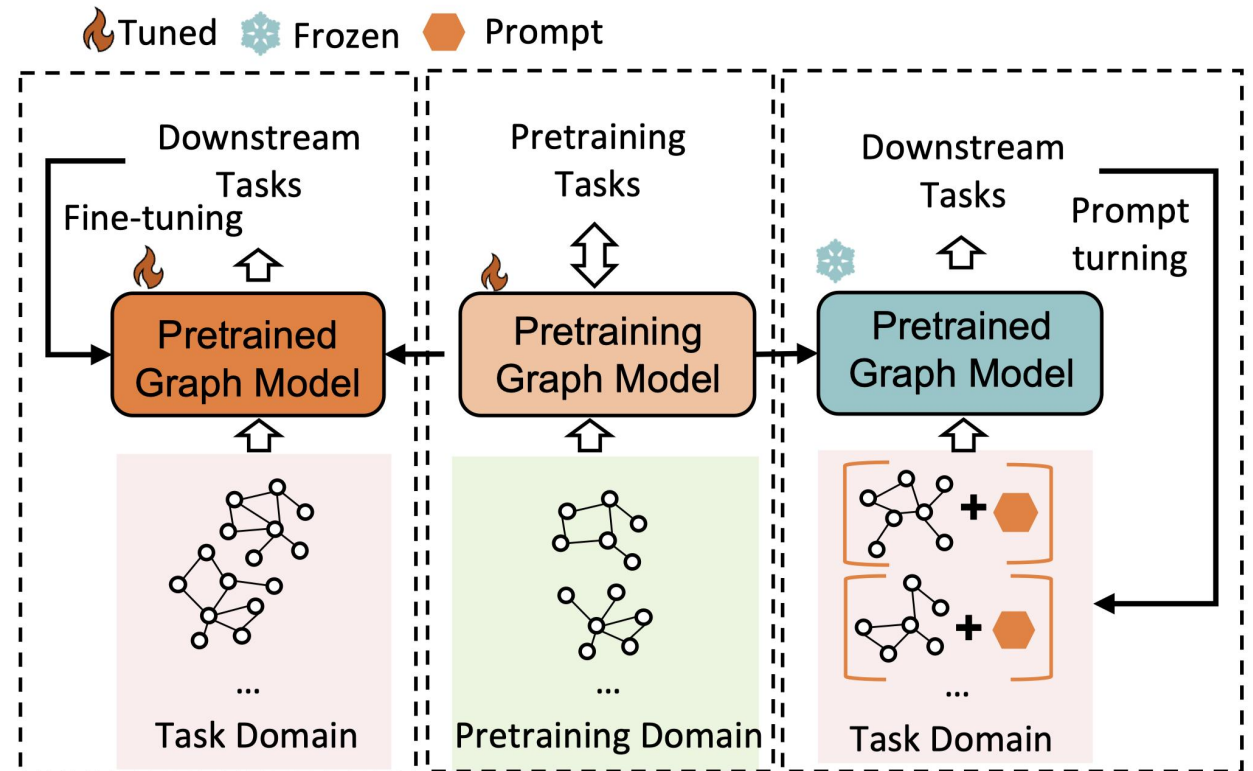 Tuned Frozen Prompt
Downstream
Tasks
Fine-tuning
Pretrained
Graph Model
...
Task Domain
Pretraining
Tasks
Pretraining
Graph Model
...
Pretraining Domain
Downstream
Tasks
Prompt
turning
Pretrained
Graph Model
+
+
...
Task Domain